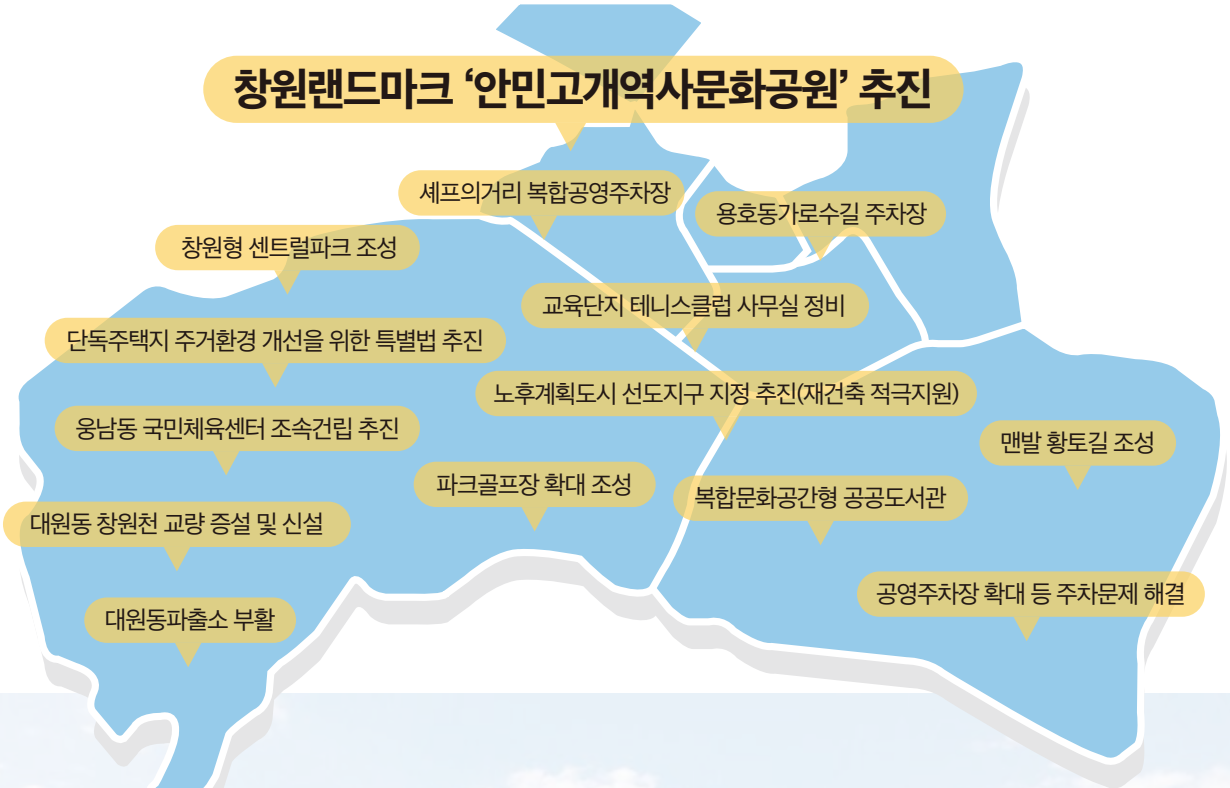 창원랜드마크 ‘안민고개역사문화공원’ 추진
셰프의거리 복합공영주차장
용호동가로수길 주차장
창원형 센트럴파크 조성
교육단지 테니스클럽 사무실 정비
단독주택지 주거환경 개선을 위한 특별법 추진
노후계획도시 선도지구 지정 추진(재건축 적극지원)
웅남동 국민체육센터 조속건립 추진
맨발 황토길 조성
파크골프장 확대 조성
복합문화공간형 공공도서관
대원동 창원천 교량 증설 및 신설
공영주차장 확대 등 주차문제 해결
대원동파출소 부활